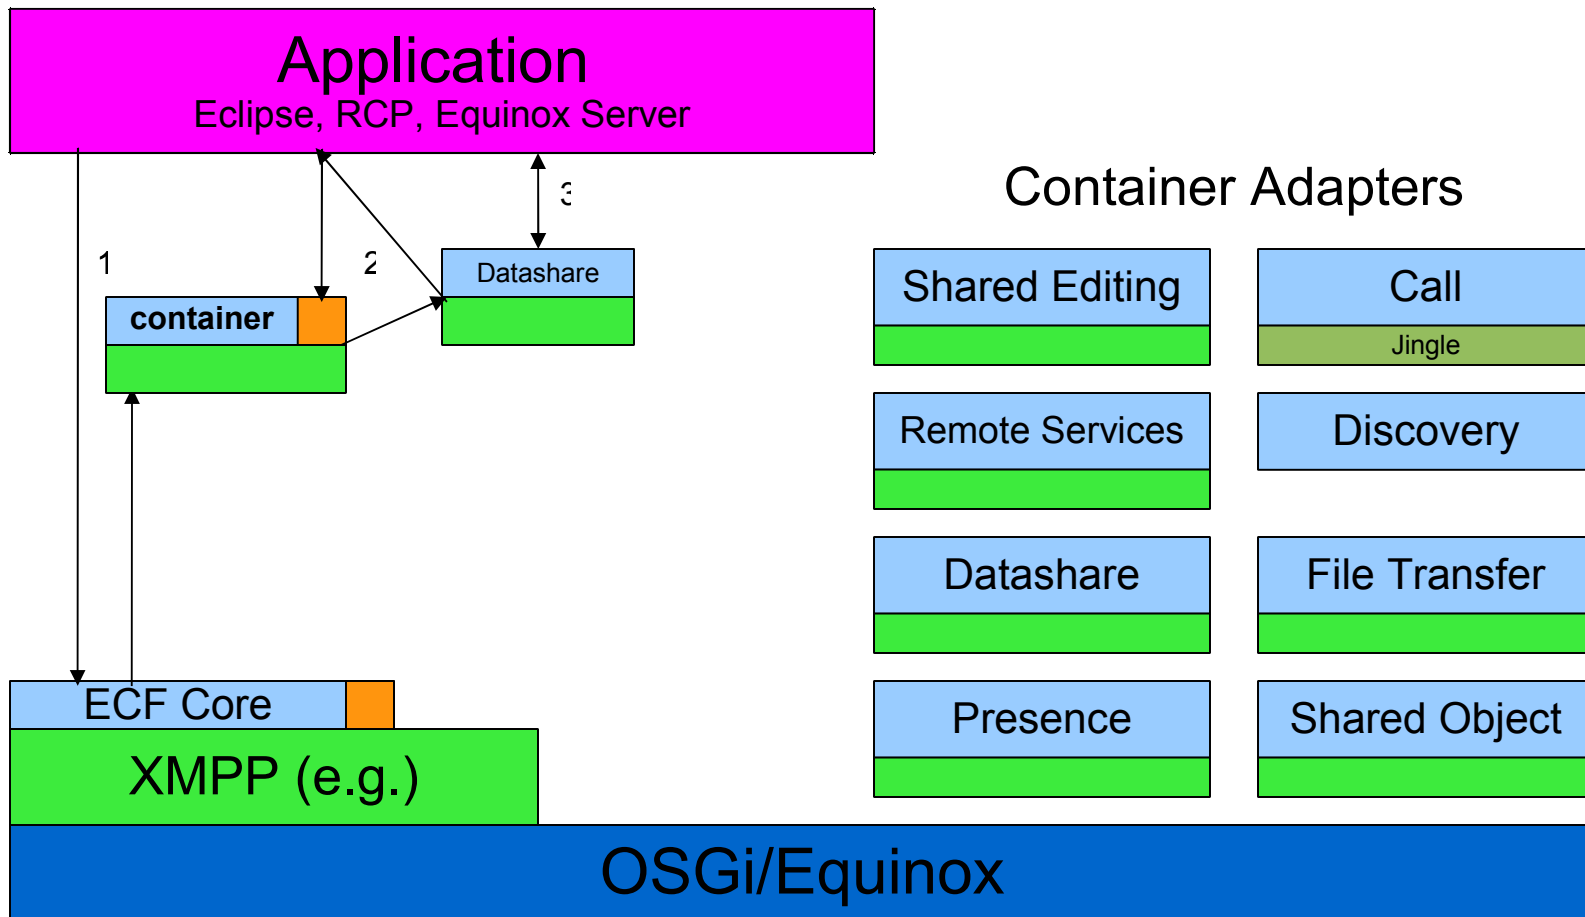 Application
Eclipse, RCP, Equinox Server
Container Adapters
1
2
3
container
Datashare
Shared Editing
Call
Jingle
Remote Services
Discovery
Datashare
File Transfer
Presence
Shared Object
ECF Core
XMPP (e.g.)
OSGi/Equinox